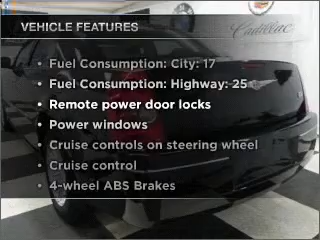 VEHICLE FEATURES
Cadillac
• Fuel Consumption: City: 17
• Fuel Consumption: Highway: 25
• Remote power door locks
• Power windows
• Cruise controls on steering wheel
• Cruise control
• 4-wheel ABS Brakes